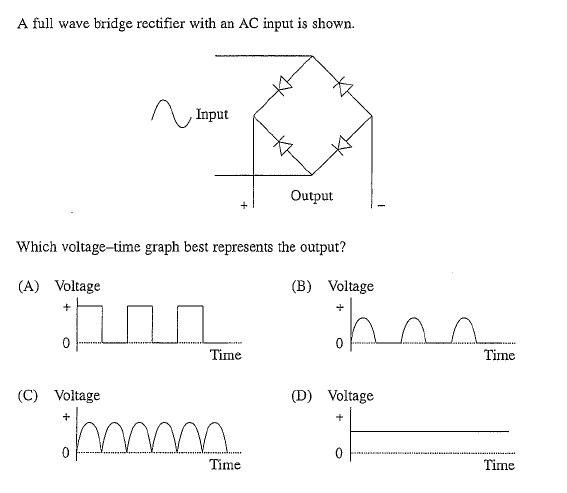 A full wave bridge rectifier with an AC input is shown.
Input
Output
+
−
Which voltage–time graph best represents the output?
(A) Voltage
+
0
Time
(B) Voltage
+
0
Time
(C) Voltage
+
0
Time
(D) Voltage
+
0
Time